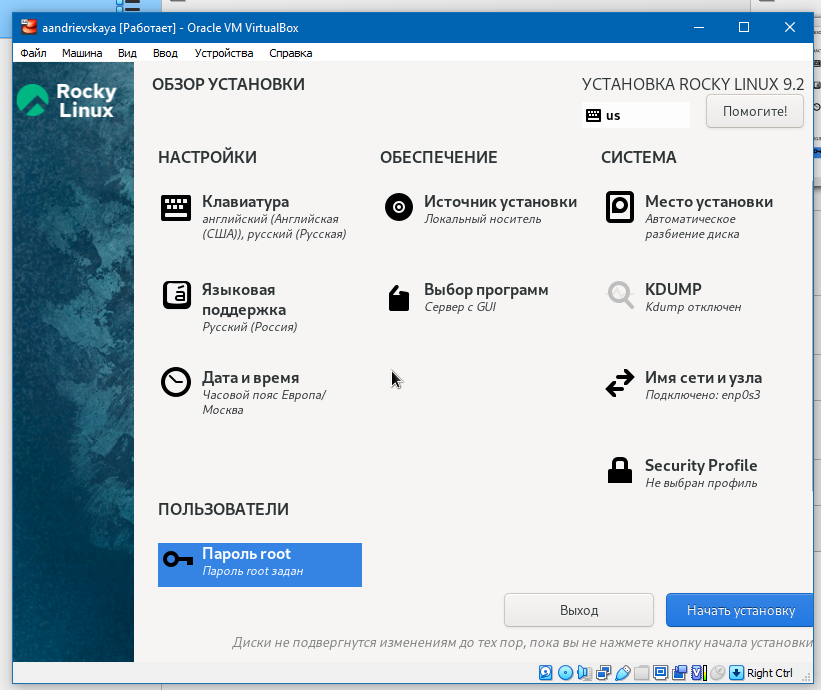 aandrievskaya [Работает] - Oracle VM VirtualBox
Файл Машина Вид Ввод Устройства Справка
Rocky
Linux
ОБЗОР УСТАНОВКИ
УСТАНОВКА ROCKY LINUX 9.2
us
Помогите!
НАСТРОЙКИ
Клавиатура
английский (Английская
(США)), русский (Русская)
Языковая
поддержка
Русский (Россия)
Дата и время
Часовой пояс Европа/
Москва
ОБЕСПЕЧЕНИЕ
Источник установки
Локальный носитель
Выбор программ
Сервер с GUI
СИСТЕМА
Место установки
Автоматическое
разбиение диска
KDUMP
Kdump отключен
Имя сети и узла
Подключено: enp0s3
Security Profile
Не выбран профиль
ПОЛЬЗОВАТЕЛИ
Пароль root
Пароль root задан
Выход
Начать установку
Диски не подвергнутся изменениям до тех пор, пока вы не нажмете кнопку начала установки
Right Ctrl